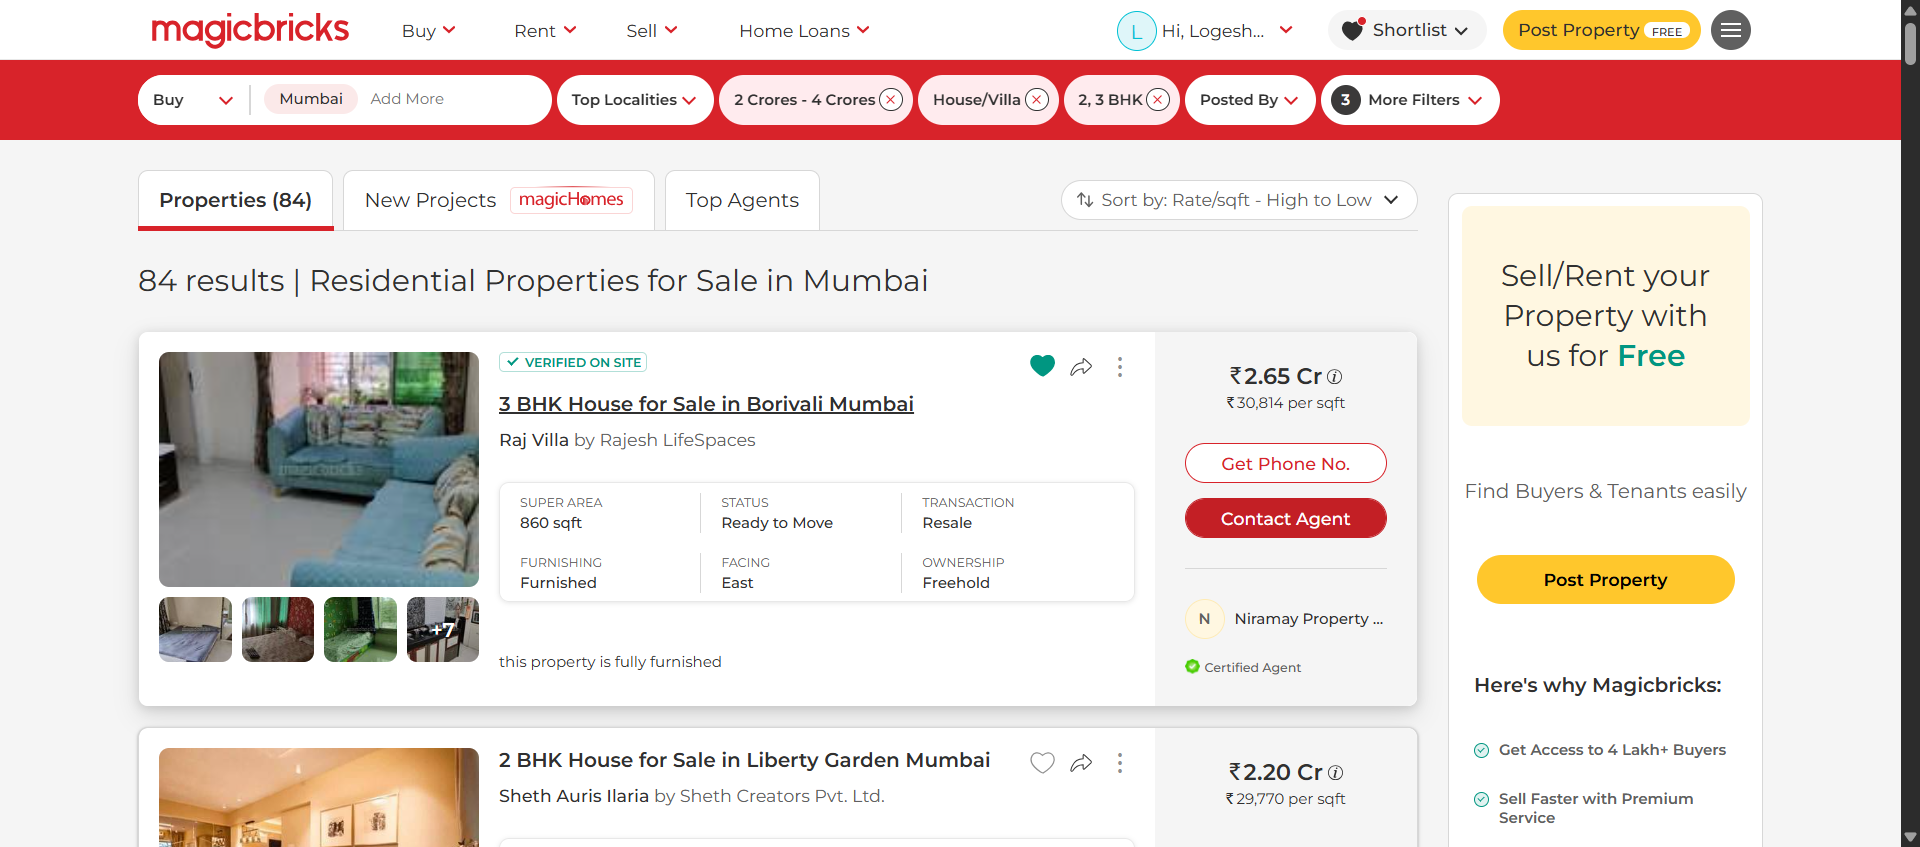 magicbricks
Buy
Rent
Sell
Home Loans
L
Hi, Logesh...
Shortlist
Post Property FREE
Buy
Mumbai
Add More
Top Localities
2 Crores - 4 Crores
House/Villa
2, 3 BHK
Posted By
3 More Filters
Properties (84)
New Projects magicHomes
Top Agents
Sort by: Rate/sqft - High to Low
84 results | Residential Properties for Sale in Mumbai
magicbricks
+7
VERIFIED ON SITE
3 BHK House for Sale in Borivali Mumbai
Raj Villa by Rajesh LifeSpaces
SUPER AREA
860 sqft
STATUS
Ready to Move
TRANSACTION
Resale
FURNISHING
Furnished
FACING
East
OWNERSHIP
Freehold
this property is fully furnished
₹2.65 Cr
₹30,814 per sqft
Get Phone No.
Contact Agent
N
Niramay Property ...
Certified Agent
2 BHK House for Sale in Liberty Garden Mumbai
Sheth Auris Ilaria by Sheth Creators Pvt. Ltd.
₹2.20 Cr
₹29,770 per sqft
Sell/Rent your
Property with
us for Free
Find Buyers & Tenants easily
Post Property
Here's why Magicbricks:
Get Access to 4 Lakh+ Buyers
Sell Faster with Premium
Service